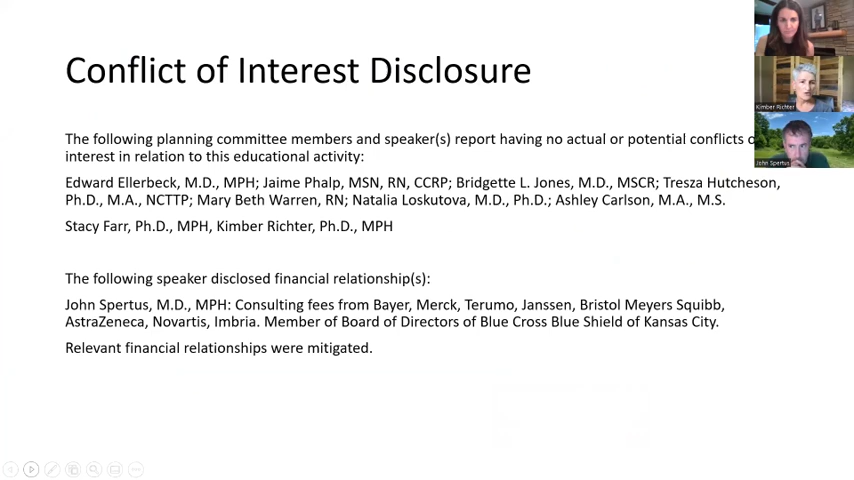 Conflict of Interest Disclosure
The following planning committee members and speaker(s) report having no actual or potential conflicts
interest in relation to this educational activity:
Edward Ellerbeck, M.D., MPH; Jaime Phalp, MSN, RN, CCRP; Bridgette L. Jones, M.D., MSCR; Tresza Hutcheson,
Ph.D., M.A., NCTTP; Mary Beth Warren, RN; Natalia Loskutova, M.D., Ph.D.; Ashley Carlson, M.A., M.S.
Stacy Farr, Ph.D., MPH, Kimber Richter, Ph.D., MPH
The following speaker disclosed financial relationship(s):
John Spertus, M.D., MPH: Consulting fees from Bayer, Merck, Terumo, Janssen, Bristol Meyers Squibb,
AstraZeneca, Novartis, Imbria. Member of Board of Directors of Blue Cross Blue Shield of Kansas City.
Relevant financial relationships were mitigated.
Kimber Richter
John Spertus